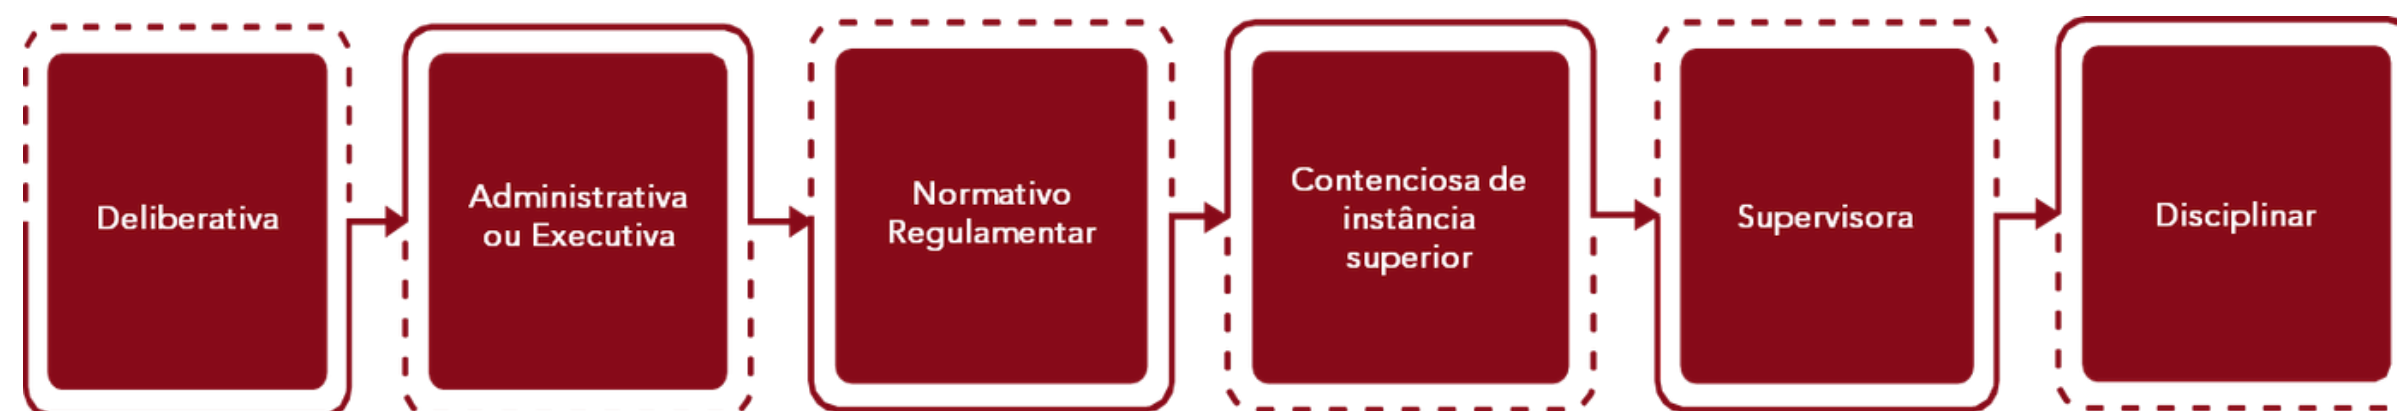 Deliberativa
Administrativa
ou Executiva
Normativo
Regulamentar
Contenciosa de
instância
superior
Supervisora
Disciplinar